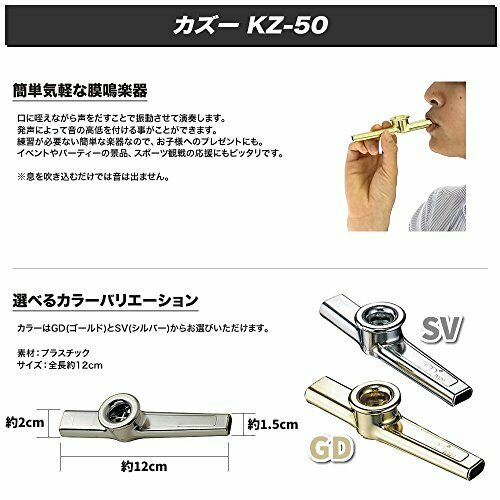 カズー KZ-50
簡単気軽な膜鳴楽器
口に咥えながら声をだすことで振動させて演奏します。
発声によって音の高低を付ける事ができます。
練習が必要ない簡単な楽器なので、お子様へのプレゼントにも。
イベントやパーティーの景品、スポーツ観戦の応援にもピッタリです。
※息を吹き込むだけでは音は出ません。
選べるカラーバリエーション
カラーはGD(ゴールド)とSV(シルバー)からお選びいただけます。
素材：プラスチック
サイズ：全長約12cm
SV
GD
約2cm
約1.5cm
約12cm